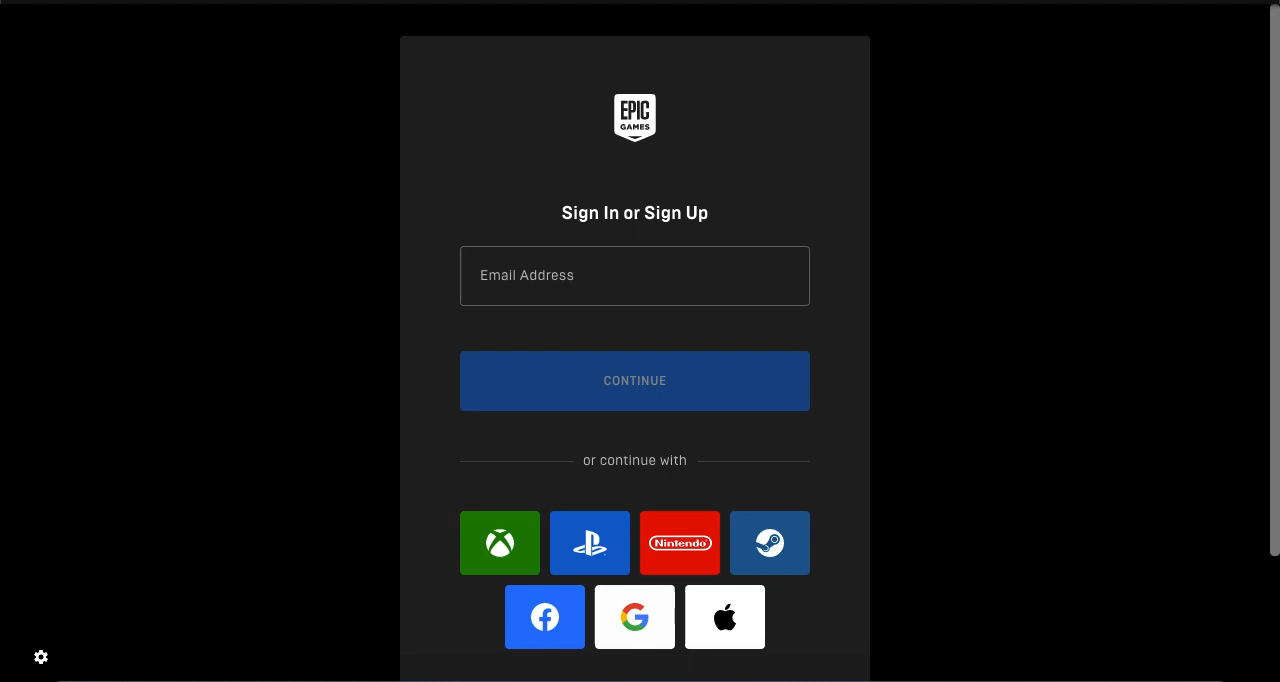 EPIC
GAMES
Sign In or Sign Up
Email Address
CONTINUE
or continue with
Nintendo